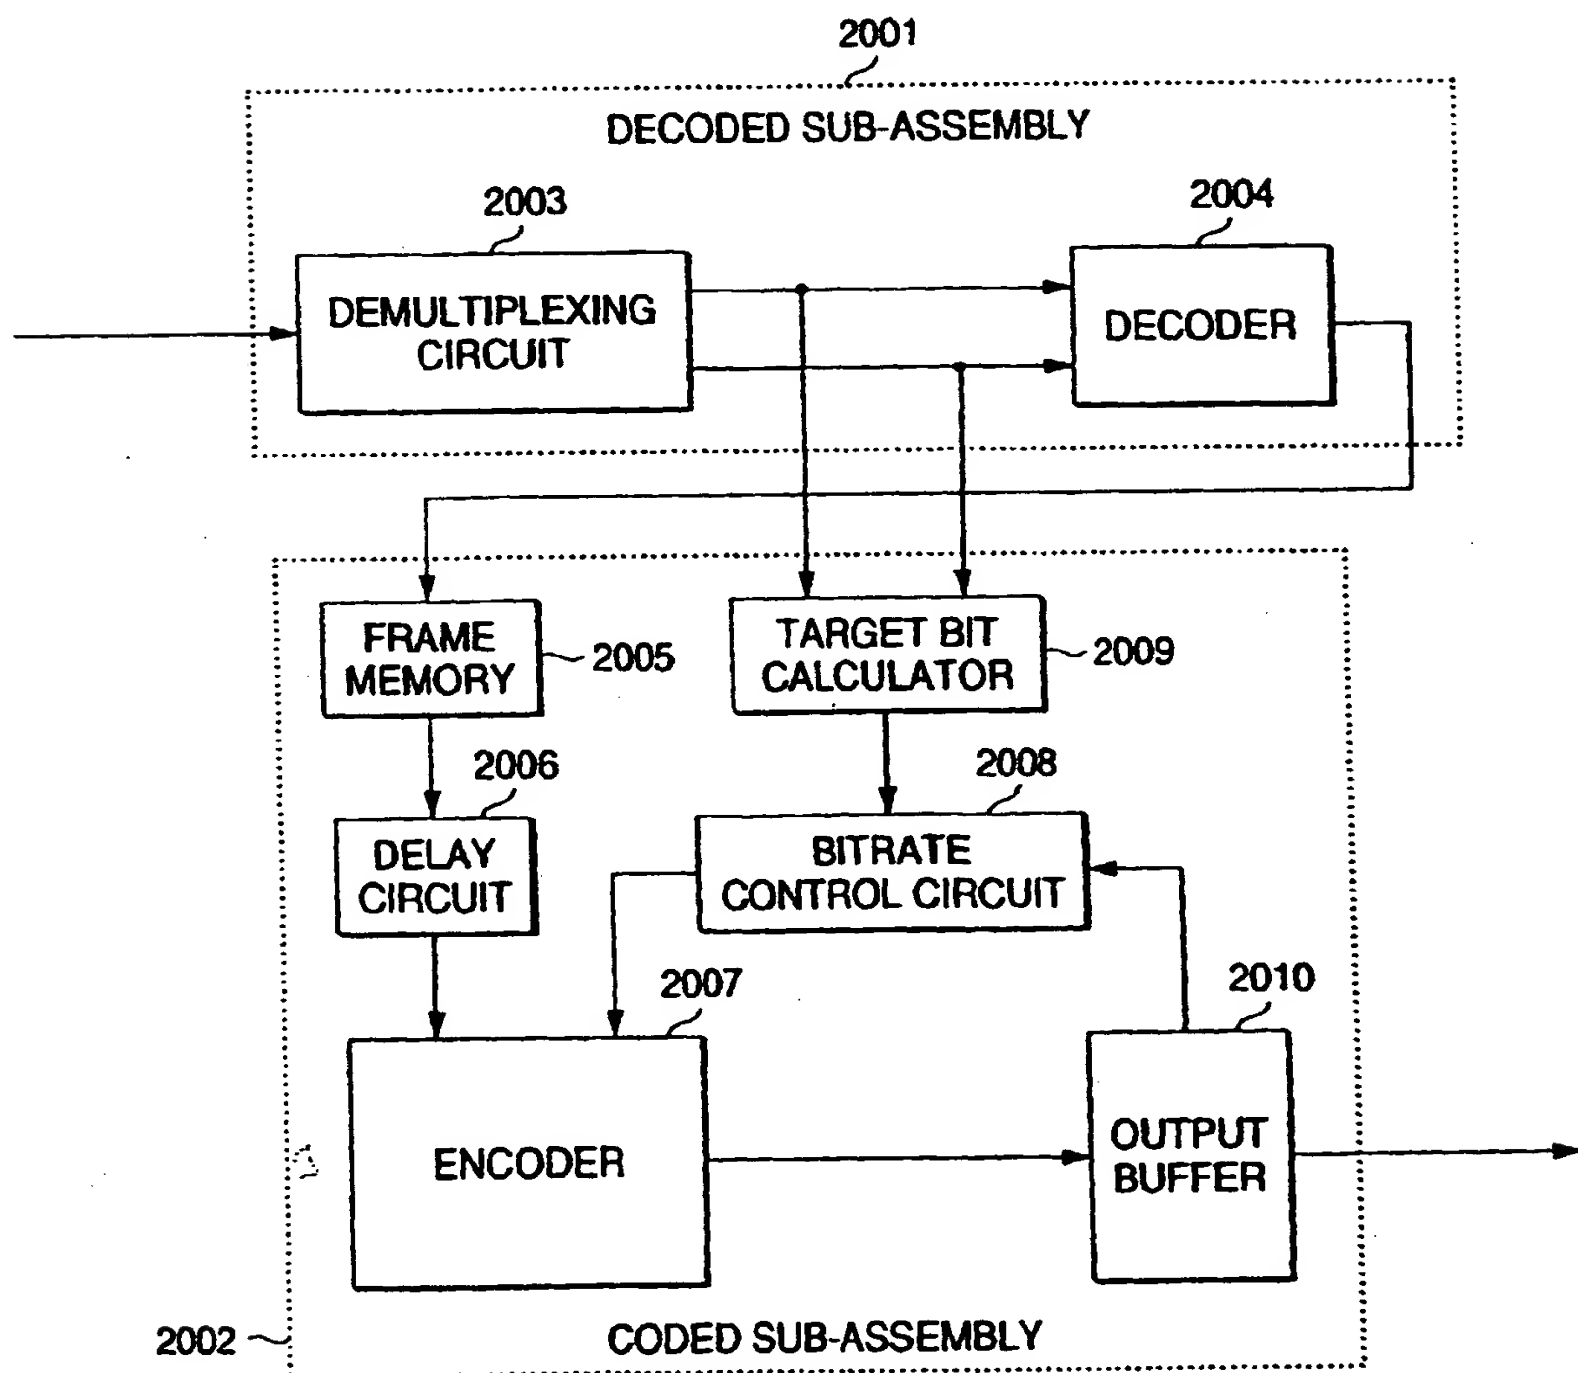 2001
DECODED SUB-ASSEMBLY
2003
2004
DEMULTIPLEXING
CIRCUIT
DECODER
FRAME
MEMORY
2005
TARGET BIT
CALCULATOR
2009
2006
2008
DELAY
CIRCUIT
BITRATE
CONTROL CIRCUIT
2007
2010
ENCODER
OUTPUT
BUFFER
2002
CODED SUB-ASSEMBLY